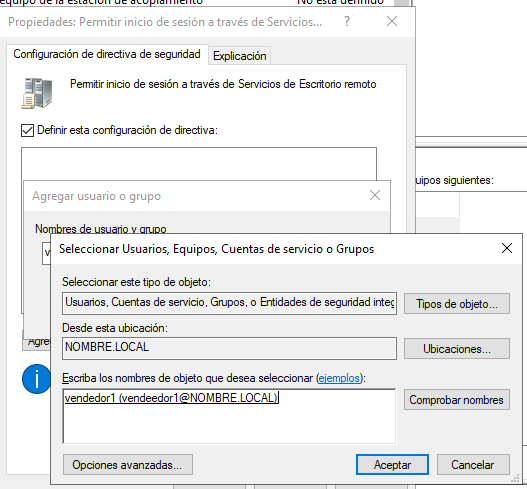 equipo de la estación de acoplamiento No está definido
Propiedades: Permitir inicio de sesión a través de Servicios... ? ×
Configuración de directiva de seguridad Explicación
Permitir inicio de sesión a través de Servicios de Escritorio remoto
Definir esta configuración de directiva:
uipos siguientes:
Agregar usuario o grupo
Nombres de usuario y grupo
Seleccionar Usuarios, Equipos, Cuentas de servicio o Grupos
Seleccionar este tipo de objeto:
Usuarios, Cuentas de servicio, Grupos, o Entidades de seguridad integ
Tipos de objeto...
Desde esta ubicación:
NOMBRE.LOCAL
Ubicaciones...
Agre
Escriba los nombres de objeto que desea seleccionar (ejemplos):
vendedor1 (vendeedor1@NOMBRE.LOCAL)
Comprobar nombres
Opciones avanzadas...
Aceptar
Cancelar